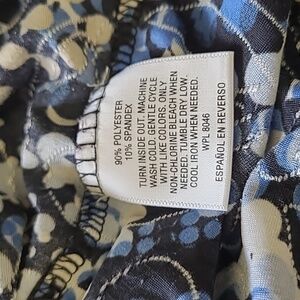 90% POLYESTER
10% SPANDEX
TURN INSIDE OUT. MACHINE
WASH COLD. GENTLE CYCLE
WITH LIKE COLORS. ONLY
NON-CHLORINE BLEACH WHEN
NEEDED. TUMBLE DRY LOW.
COOL IRON WHEN NEEDED.
WPL 8046
ESPAÑOL EN REVERSO